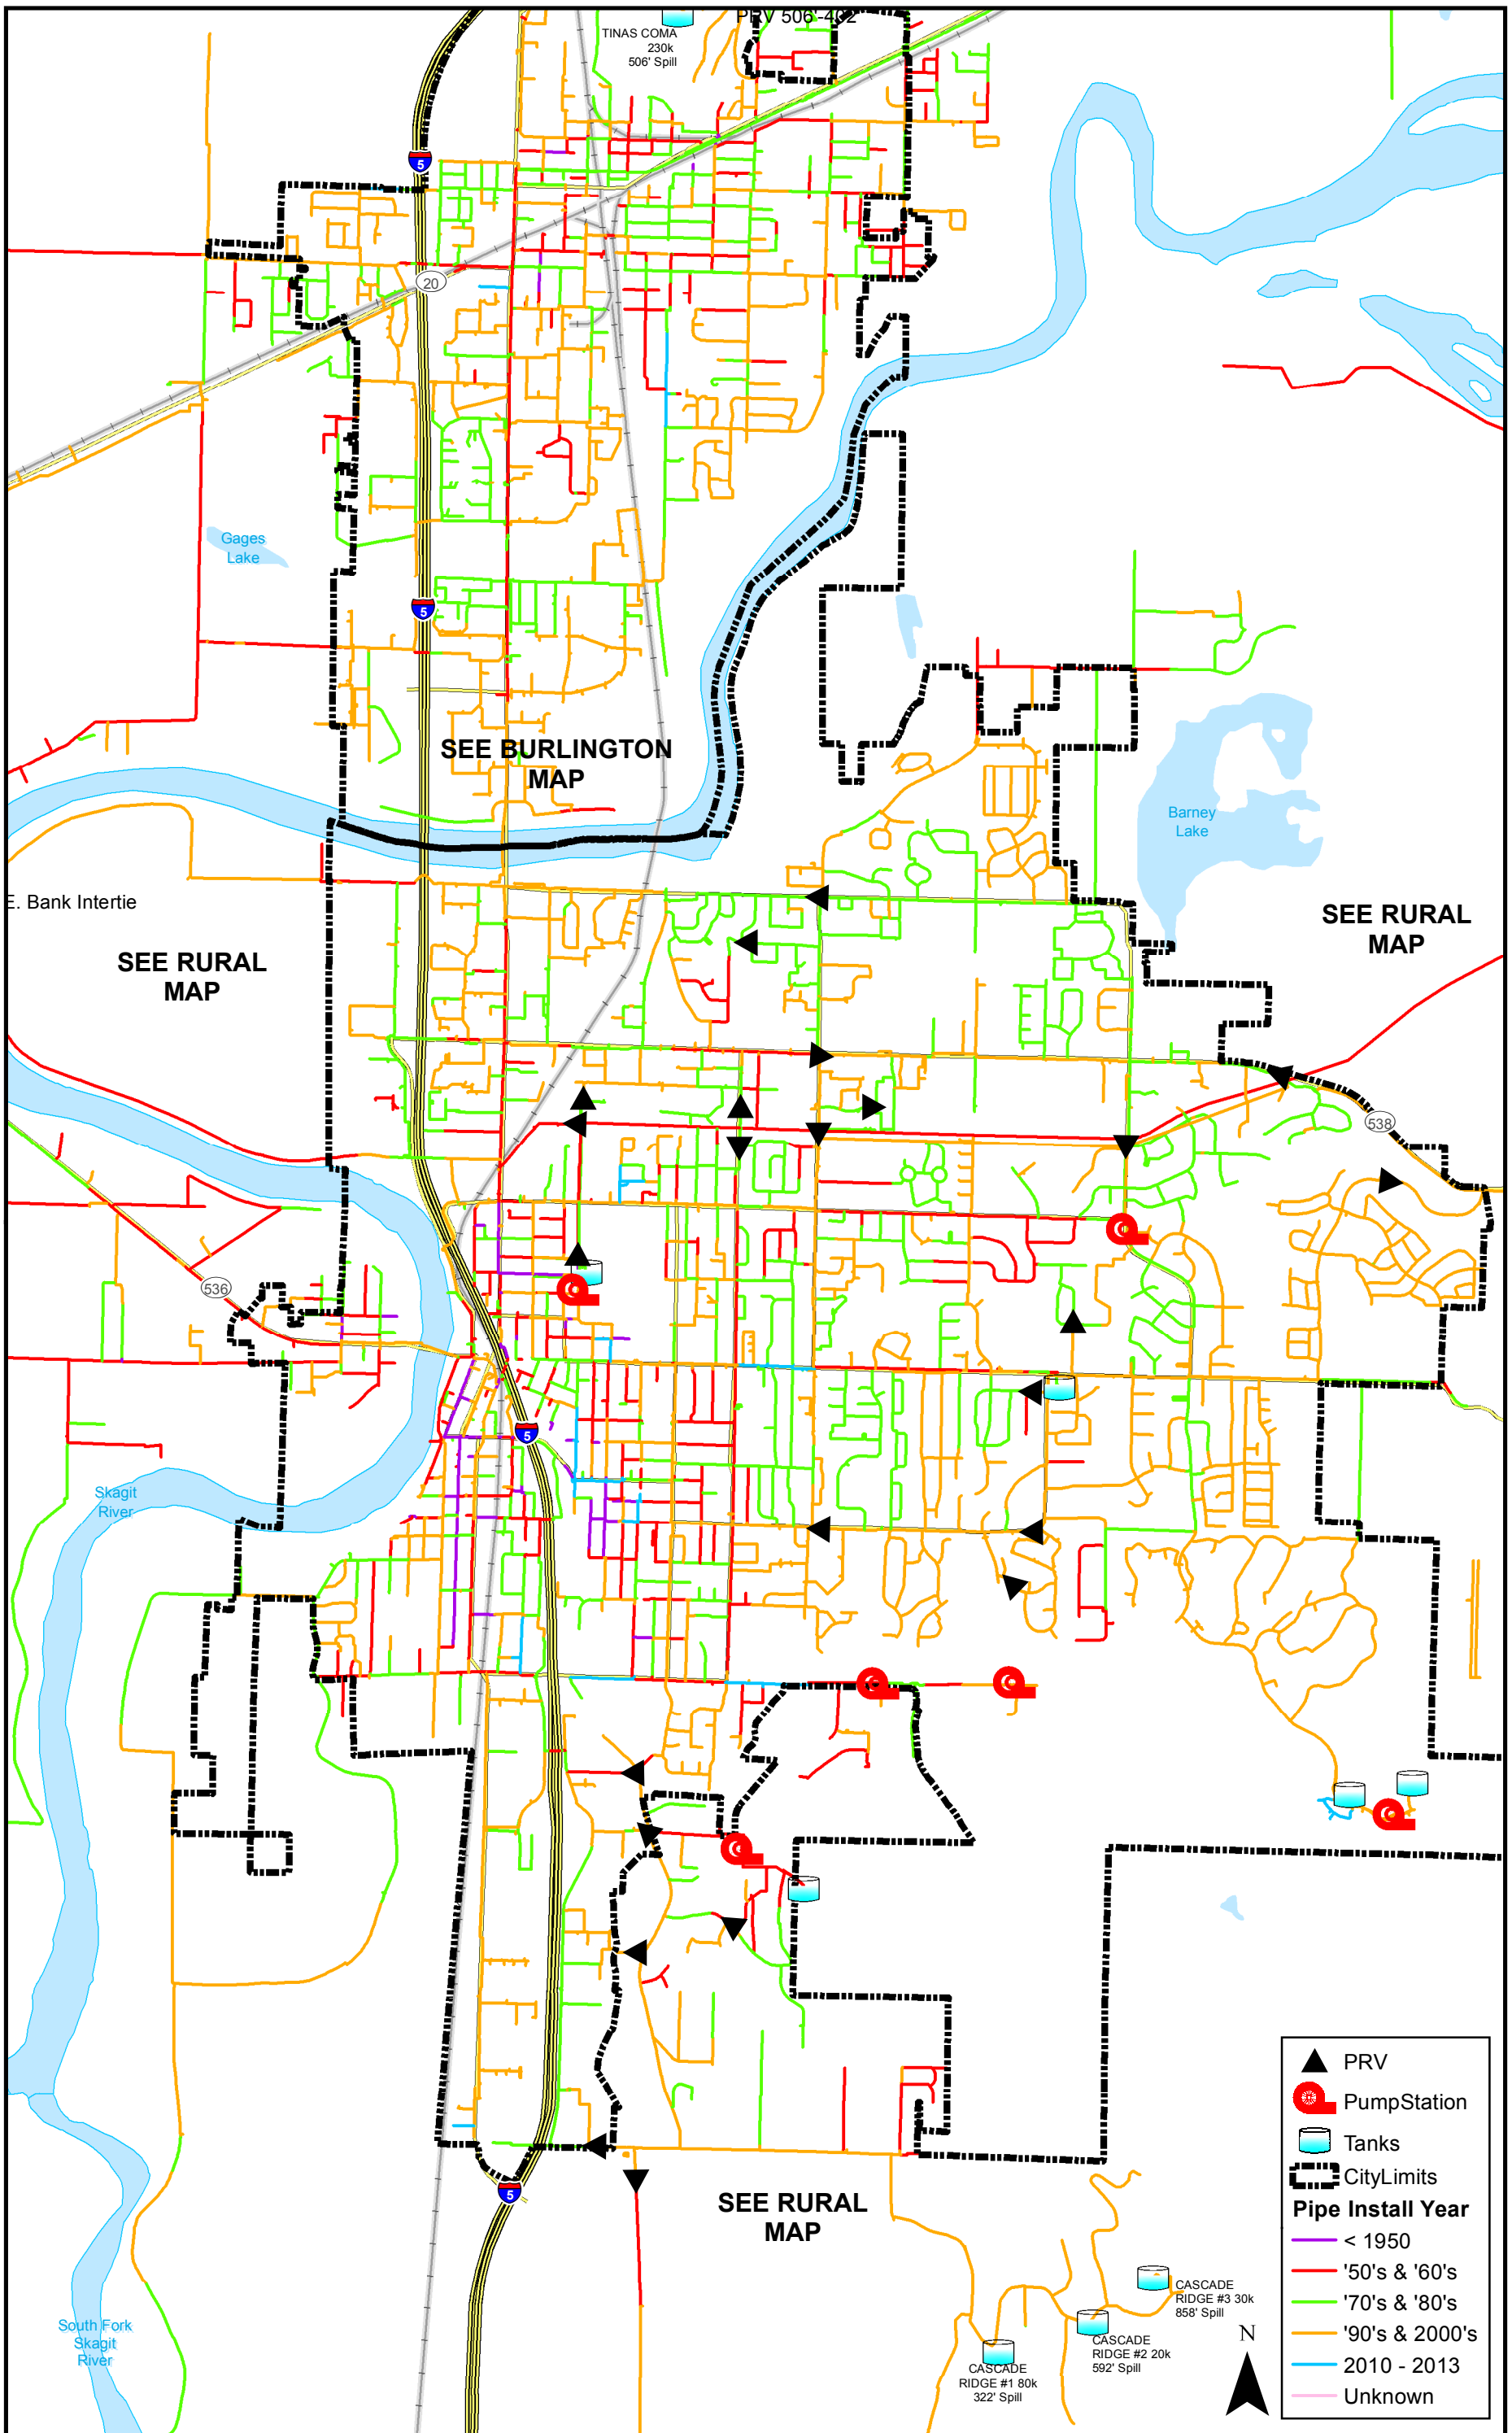 PRV 506'-402
TINAS COMA
230k
506' Spill
5
20
Gages
Lake
5
SEE BURLINGTON
MAP
Barney
Lake
E. Bank Intertie
SEE RURAL
MAP
SEE RURAL
MAP
538
536
5
Skagit
River
5
SEE RURAL
MAP
South Fork
Skagit
River
CASCADE
RIDGE #3 30k
858' Spill
CASCADE
RIDGE #2 20k
592' Spill
CASCADE
RIDGE #1 80k
322' Spill
N
PRV
PumpStation
Tanks
CityLimits
Pipe Install Year
< 1950
'50's & '60's
'70's & '80's
'90's & 2000's
2010 - 2013
Unknown